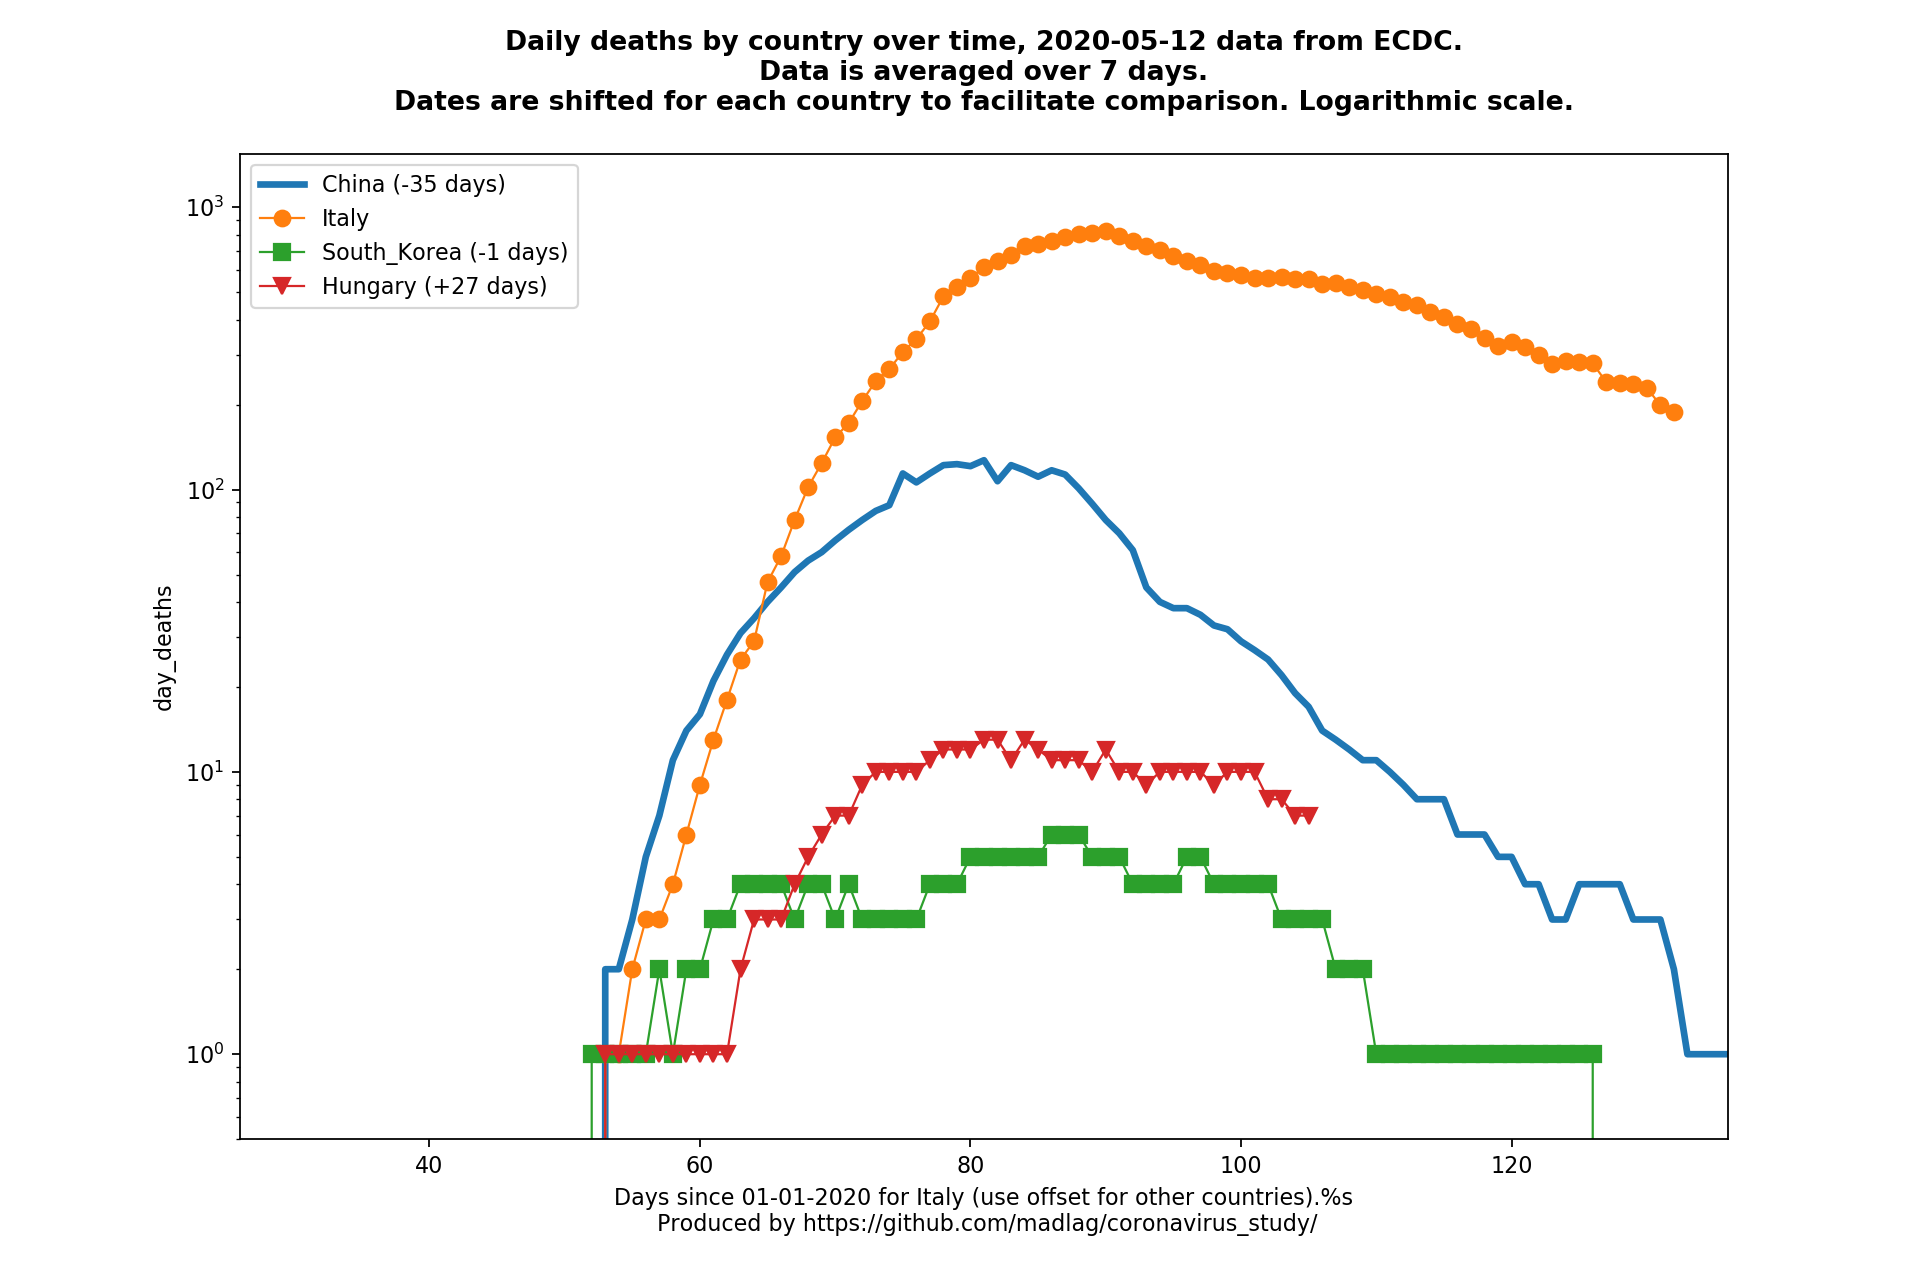 Daily deaths by country over time, 2020-05-12 data from ECDC.
Data is averaged over 7 days.
Dates are shifted for each country to facilitate comparison. Logarithmic scale.
China (-35 days)
Italy
South_Korea (-1 days)
Hungary (+27 days)
10³
10²
10¹
10⁰
day_deaths
40 60 80 100 120
Days since 01-01-2020 for Italy (use offset for other countries).%s
Produced by https://github.com/madlag/coronavirus_study/